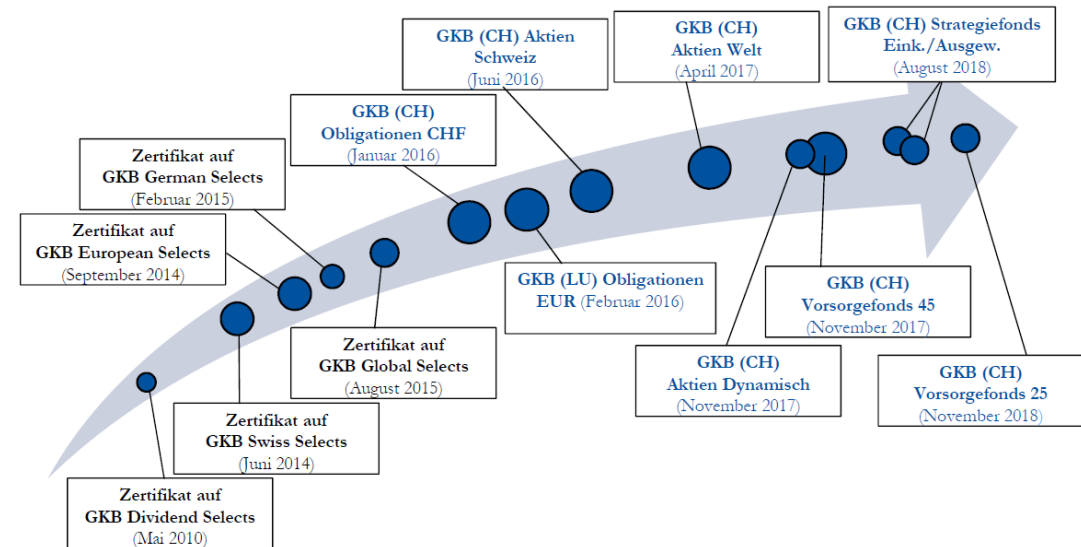 GKB (CH) Aktien
Schweiz
(Juni 2016)
GKB (CH)
Aktien Welt
(April 2017)
GKB (CH) Strategiefonds
Eink./Ausgew.
(August 2018)
GKB (CH)
Obligationen CHF
(Januar 2016)
Zertifikat auf
GKB German Selects
(Februar 2015)
Zertifikat auf
GKB European Selects
(September 2014)
GKB (LU) Obligationen
EUR (Februar 2016)
GKB (CH)
Vorsorgefonds 45
(November 2017)
Zertifikat auf
GKB Global Selects
(August 2015)
GKB (CH)
Aktien Dynamisch
(November 2017)
GKB (CH)
Vorsorgefonds 25
(November 2018)
Zertifikat auf
GKB Swiss Selects
(Juni 2014)
Zertifikat auf
GKB Dividend Selects
(Mai 2010)